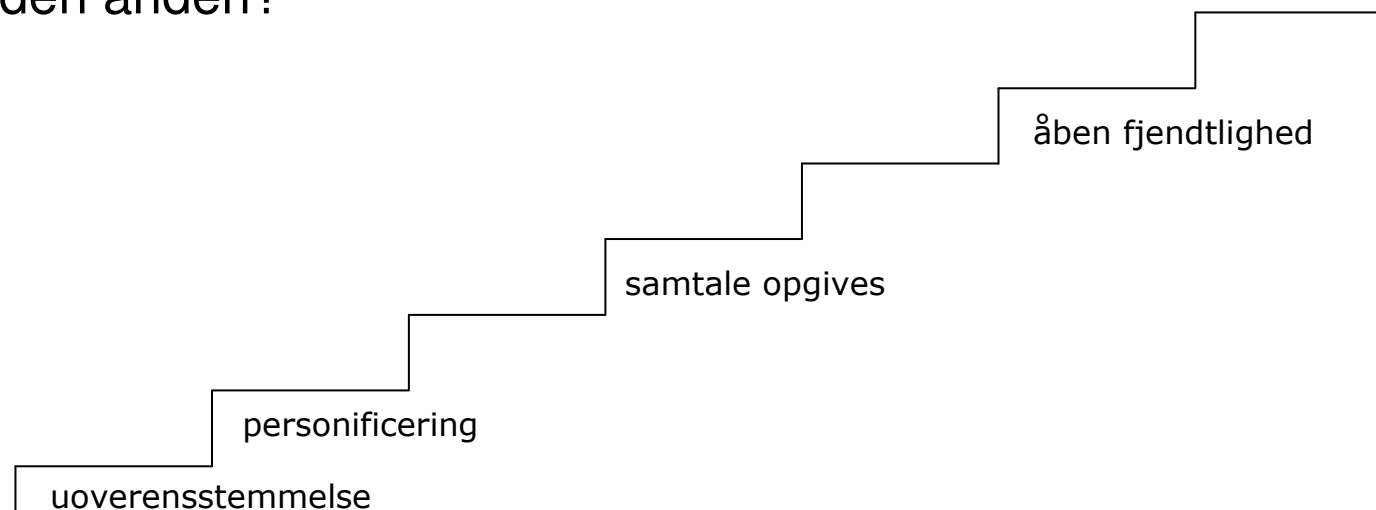 den anden?
åben fjendtlighed
samtale opgives
personificering
uoverensstemmelse